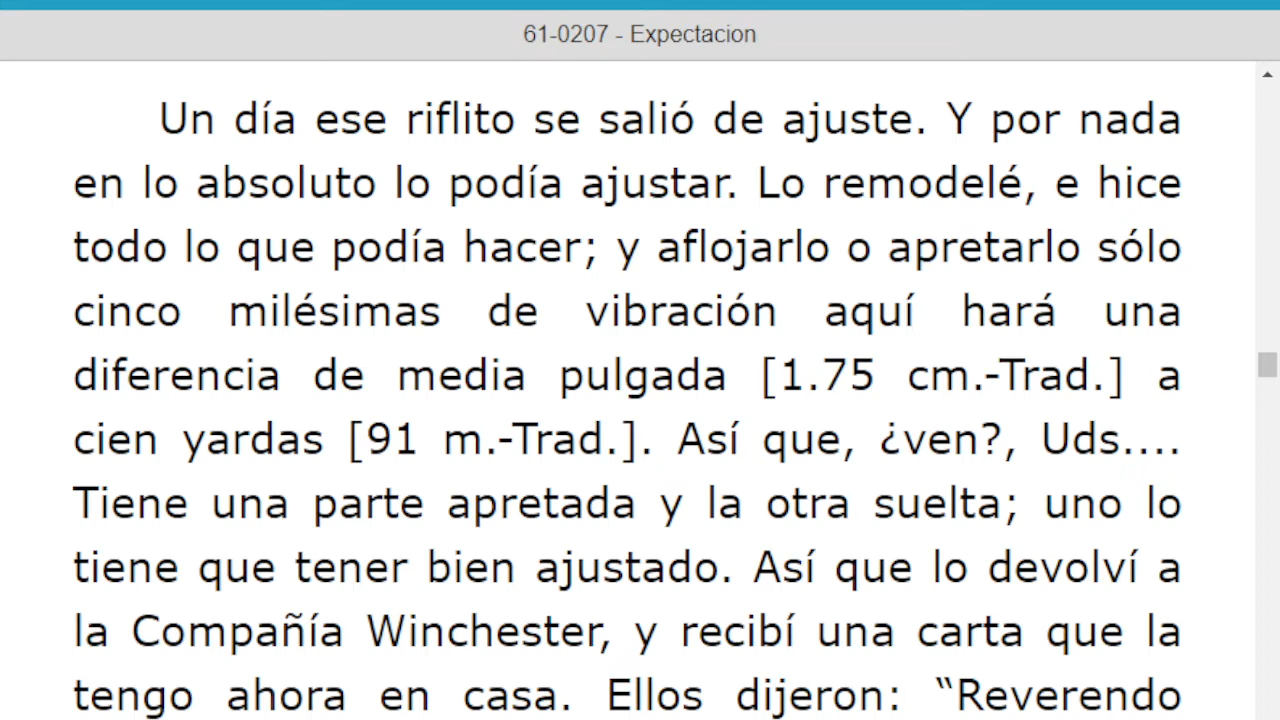 61-0207 - Expectacion
Un día ese riflito se salió de ajuste. Y por nada
en lo absoluto lo podía ajustar. Lo remodelé, e hice
todo lo que podía hacer; y aflojarlo o apretarlo sólo
cinco milésimas de vibración aquí hará una
diferencia de media pulgada [1.75 cm.-Trad.] a
cien yardas [91 m.-Trad.]. Así que, ¿ven?, Uds....
Tiene una parte apretada y la otra suelta; uno lo
tiene que tener bien ajustado. Así que lo devolví a
la Compañía Winchester, y recibí una carta que la
tengo ahora en casa. Ellos dijeron: “Reverendo